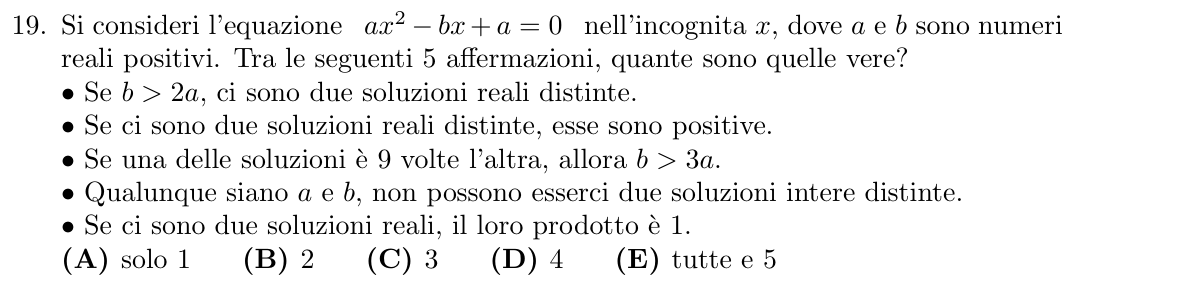 19. Si consideri l'equazione ax² − bx + a = 0 nell'incognita x, dove a e b sono numeri
reali positivi. Tra le seguenti 5 affermazioni, quante sono quelle vere?
• Se b > 2a, ci sono due soluzioni reali distinte.
• Se ci sono due soluzioni reali distinte, esse sono positive.
• Se una delle soluzioni è 9 volte l'altra, allora b > 3a.
• Qualunque siano a e b, non possono esserci due soluzioni intere distinte.
• Se ci sono due soluzioni reali, il loro prodotto è 1.
(A) solo 1 (B) 2 (C) 3 (D) 4 (E) tutte e 5